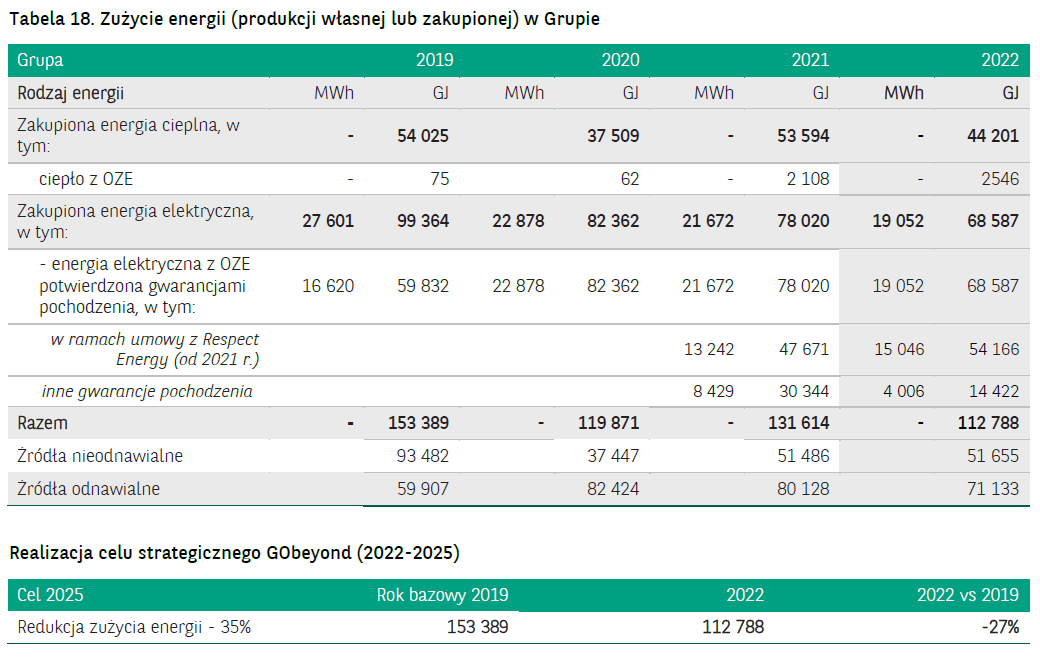 Tabela 18. Zużycie energii (produkcji własnej lub zakupionej) w Grupie
Grupa 2019 2020 2021 2022
Rodzaj energii MWh GJ MWh GJ MWh GJ MWh GJ
Zakupiona energia cieplna, w
tym: - 54 025 37 509 - 53 594 - 44 201
ciepło z OZE - 75 62 - 2 108 - 2546
Zakupiona energia elektryczna,
w tym: 27 601 99 364 22 878 82 362 21 672 78 020 19 052 68 587
- energia elektryczna z OZE
potwierdzona gwarancjami
pochodzenia, w tym: 16 620 59 832 22 878 82 362 21 672 78 020 19 052 68 587
w ramach umowy z Respect
Energy (od 2021 r.) 13 242 47 671 15 046 54 166
inne gwarancje pochodzenia 8 429 30 344 4 006 14 422
Razem - 153 389 - 119 871 - 131 614 - 112 788
Źródła nieodnawialne 93 482 37 447 51 486 51 655
Źródła odnawialne 59 907 82 424 80 128 71 133
Realizacja celu strategicznego GObeyond (2022-2025)
Cel 2025 Rok bazowy 2019 2022 2022 vs 2019
Redukcja zużycia energii - 35% 153 389 112 788 -27%